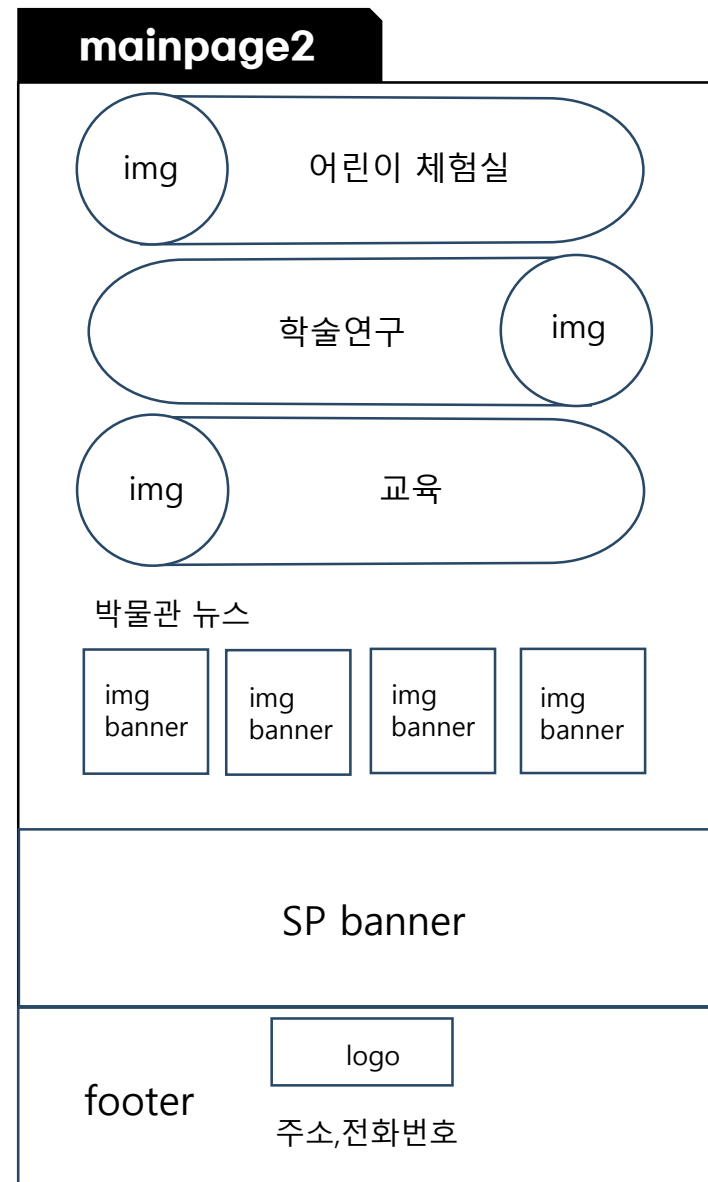 mainpage2
img 어린이 체험실
학술연구 img
img 교육
박물관 뉴스
img banner
img banner
img banner
img banner
SP banner
logo
footer
주소,전화번호